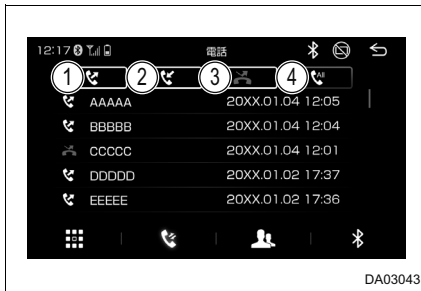 12:17 電話
1 2 3 4 All
AAAAA 20XX.01.04 12:05
BBBBB 20XX.01.04 12:04
CCCCC 20XX.01.04 12:01
DDDDD 20XX.01.02 17:37
EEEEE 20XX.01.02 17:36
DA03043